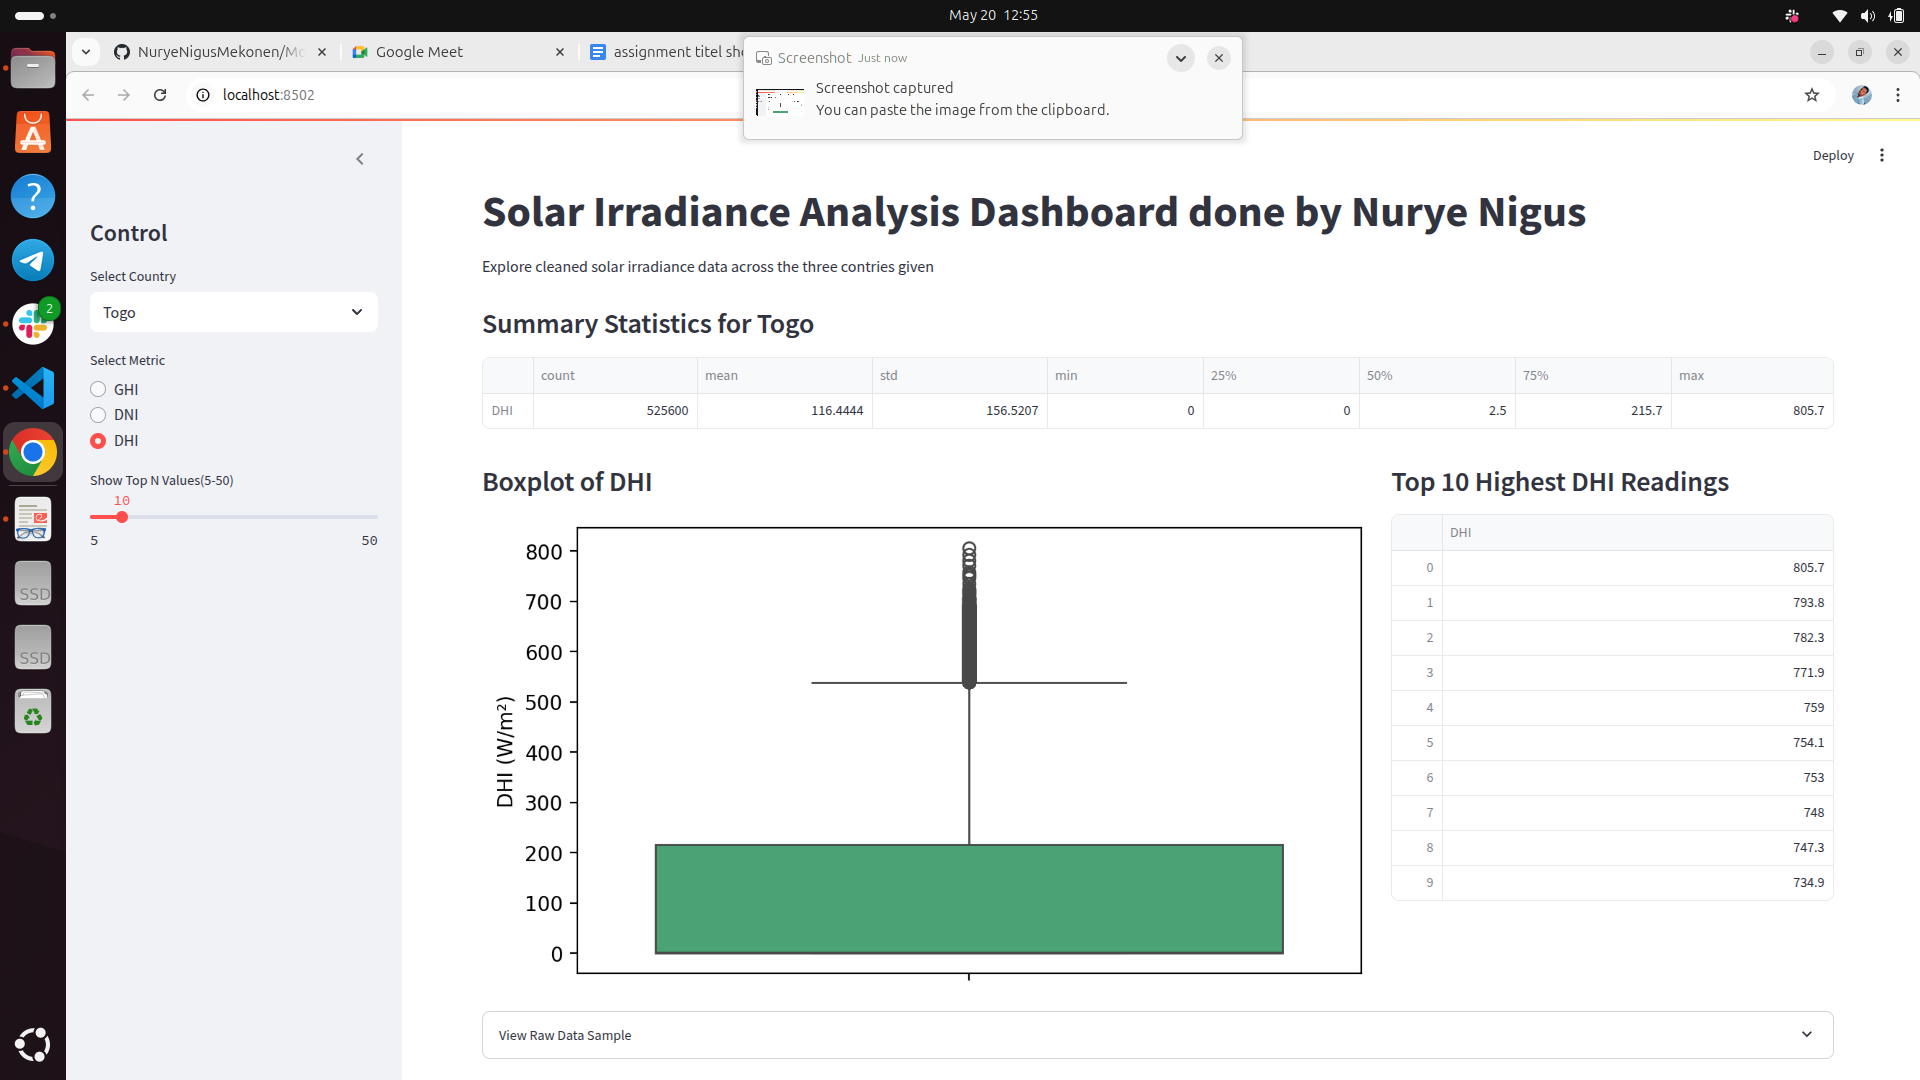 May 20 12:55
NuryeNigusMekonen/Mo
Google Meet
assignment titel sho
Screenshot Just now
Screenshot captured
You can paste the image from the clipboard.
localhost:8502
Deploy
2
SSD
SSD
Control
Select Country
Togo
Select Metric
GHI
DNI
DHI
Show Top N Values(5-50)
10
5 50
Solar Irradiance Analysis Dashboard done by Nurye Nigus
Explore cleaned solar irradiance data across the three contries given
Summary Statistics for Togo
count mean std min 25% 50% 75% max
DHI 525600 116.4444 156.5207 0 0 2.5 215.7 805.7
Boxplot of DHI
800
700
600
500
400
300
200
100
0
DHI (W/m²)
Top 10 Highest DHI Readings
DHI
0 805.7
1 793.8
2 782.3
3 771.9
4 759
5 754.1
6 753
7 748
8 747.3
9 734.9
View Raw Data Sample